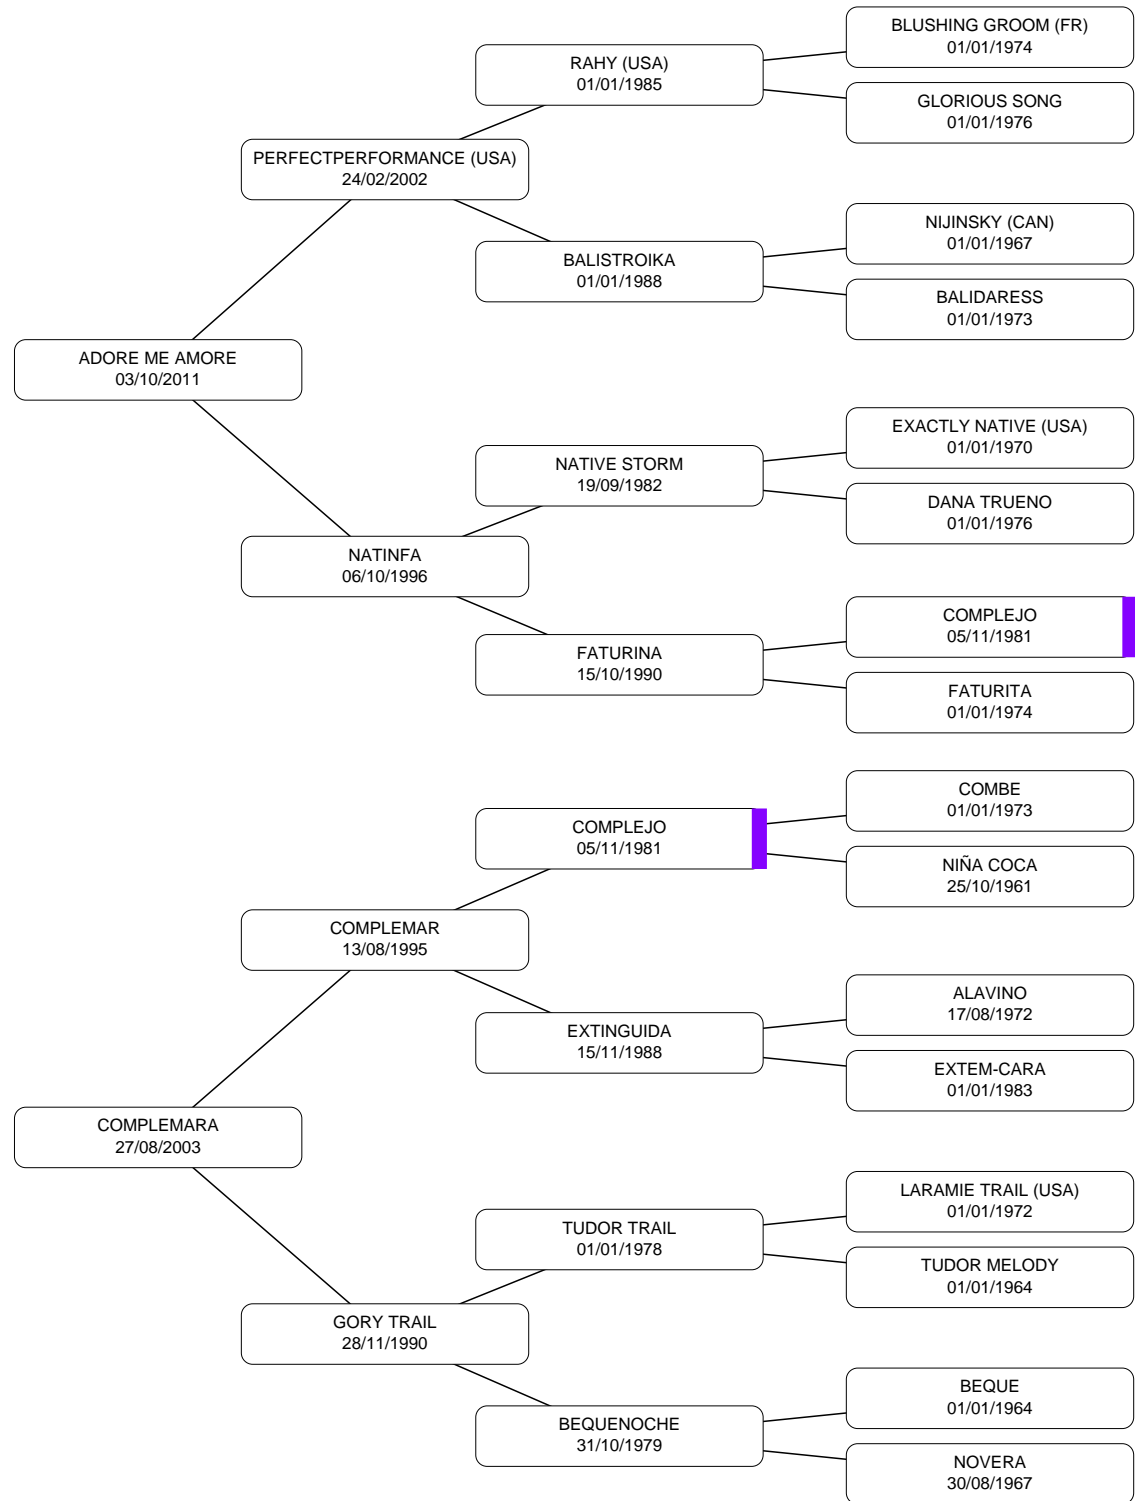 BLUSHING GROOM (FR)
01/01/1974
RAHY (USA)
01/01/1985
GLORIOUS SONG
01/01/1976
PERFECTPERFORMANCE (USA)
24/02/2002
NIJINSKY (CAN)
01/01/1967
BALISTROIKA
01/01/1988
BALIDARESS
01/01/1973
ADORE ME AMORE
03/10/2011
EXACTLY NATIVE (USA)
01/01/1970
NATIVE STORM
19/09/1982
DANA TRUENO
01/01/1976
NATINFA
06/10/1996
COMPLEJO
05/11/1981
FATURINA
15/10/1990
FATURITA
01/01/1974
COMBE
01/01/1973
COMPLEJO
05/11/1981
NIÑA COCA
25/10/1961
COMPLEMAR
13/08/1995
ALAVINO
17/08/1972
EXTINGUIDA
15/11/1988
EXTEM-CARA
01/01/1983
COMPLEMARA
27/08/2003
LARAMIE TRAIL (USA)
01/01/1972
TUDOR TRAIL
01/01/1978
TUDOR MELODY
01/01/1964
GORY TRAIL
28/11/1990
BEQUE
01/01/1964
BEQUENOCHE
31/10/1979
NOVERA
30/08/1967